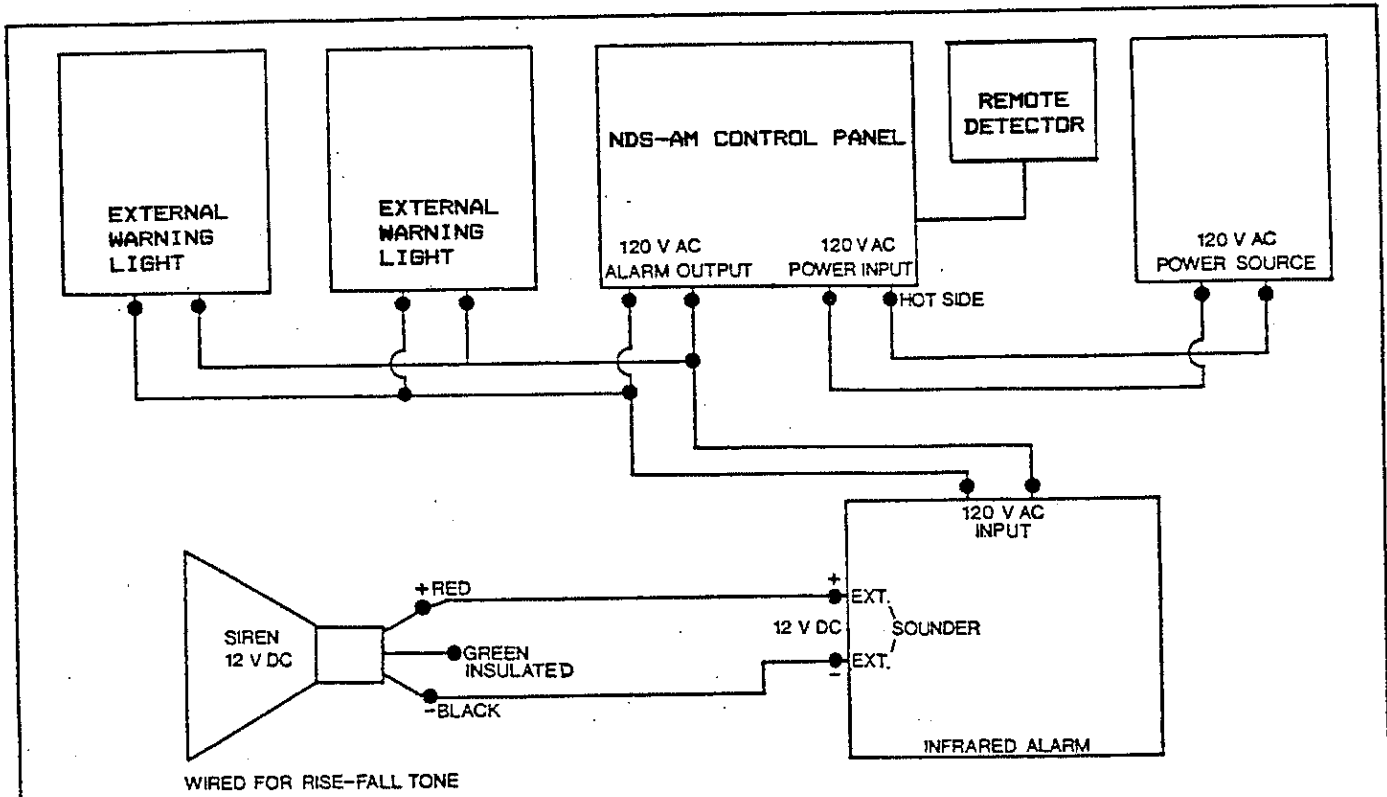 EXTERNAL
WARNING
LIGHT
EXTERNAL
WARNING
LIGHT
NDS-AM CONTROL PANEL
120 V AC
ALARM OUTPUT
120 V AC
POWER INPUT
HOT SIDE
REMOTE
DETECTOR
120 V AC
POWER SOURCE
120 V AC
INPUT
+ RED
SIREN
12 V DC
GREEN
INSULATED
-BLACK
+
EXT.
12 V DC
SOUNDER
EXT.
-
INFRARED ALARM
WIRED FOR RISE-FALL TONE